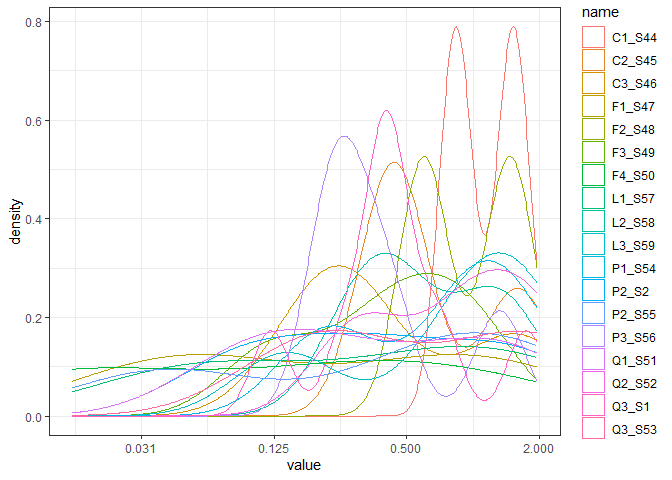 name
C1_S44
C2_S45
C3_S46
F1_S47
F2_S48
F3_S49
F4_S50
L1_S57
L2_S58
L3_S59
P1_S54
P2_S2
P2_S55
P3_S56
Q1_S51
Q2_S52
Q3_S1
Q3_S53
density
0.8
0.6
0.4
0.2
0.0
0.031
0.125
0.500
2.000
value